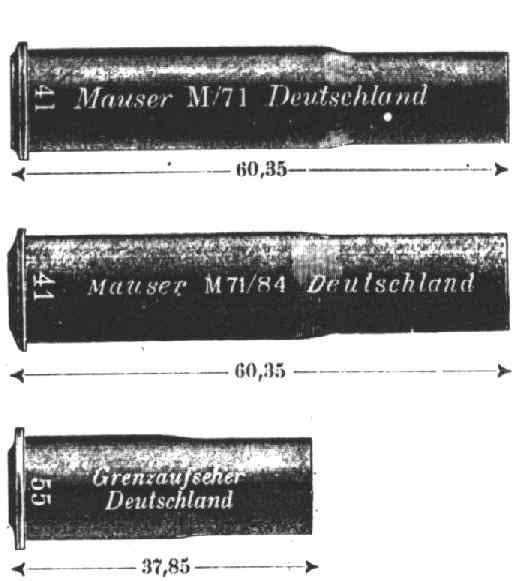 41 Mauser M/71 Deutschland
60,35
41 Mauser M71/84 Deutschland
60,35
55 Grenzaufseher
Deutschland
37,85